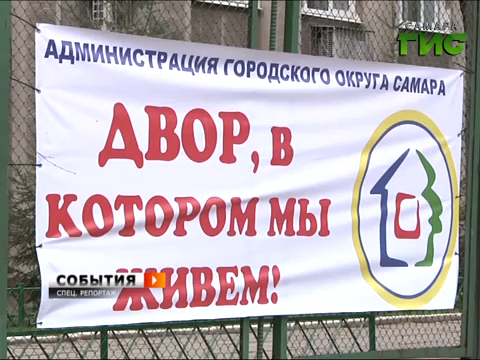 САМАРА
ГИС
АДМИНИСТРАЦИЯ ГОРОДСКОГО ОКРУГА САМАРА
ДВОР, В
КОТОРОМ МЫ
ЖИВЕМ!
СОБЫТИЯ
СПЕЦ. РЕПОРТАЖ